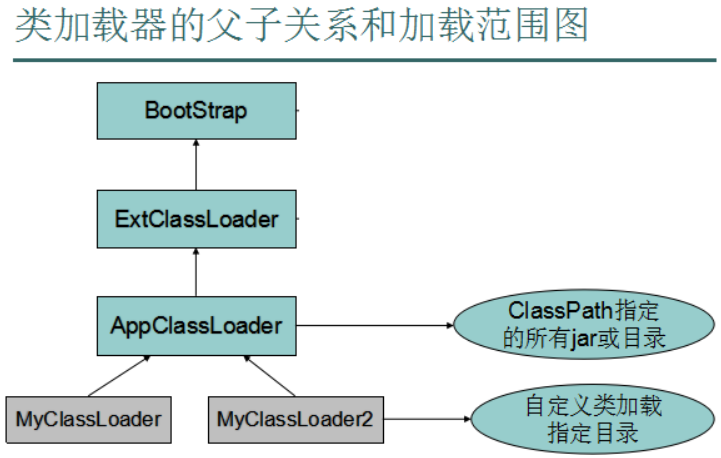 类加载器的父子关系和加载范围图
BootStrap
ExtClassLoader
AppClassLoader
ClassPath指定
的所有jar或目录
MyClassLoader
MyClassLoader2
自定义类加载
指定目录